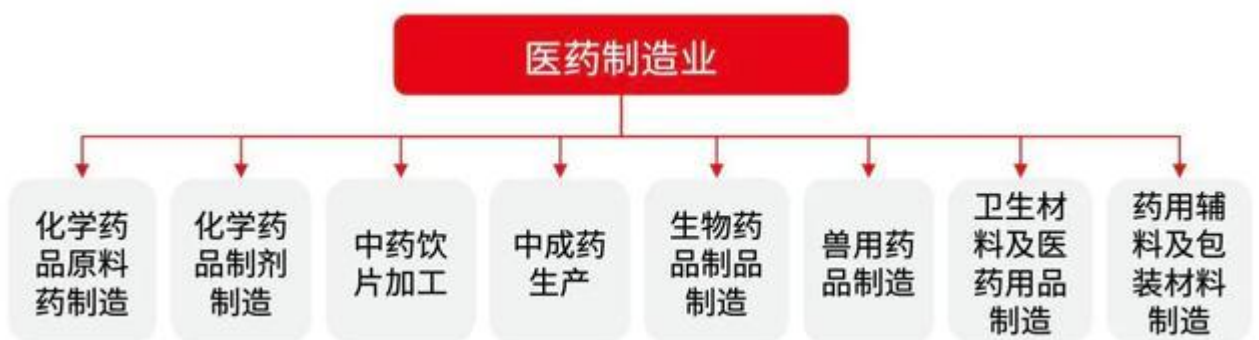 医药制造业
化学药
品原料
药制造
化学药
品制剂
制造
中药饮
片加工
中成药
生产
生物药
品制品
制造
兽用药
品制造
卫生材
料及医
药用品
制造
药用辅
料及包
装材料
制造